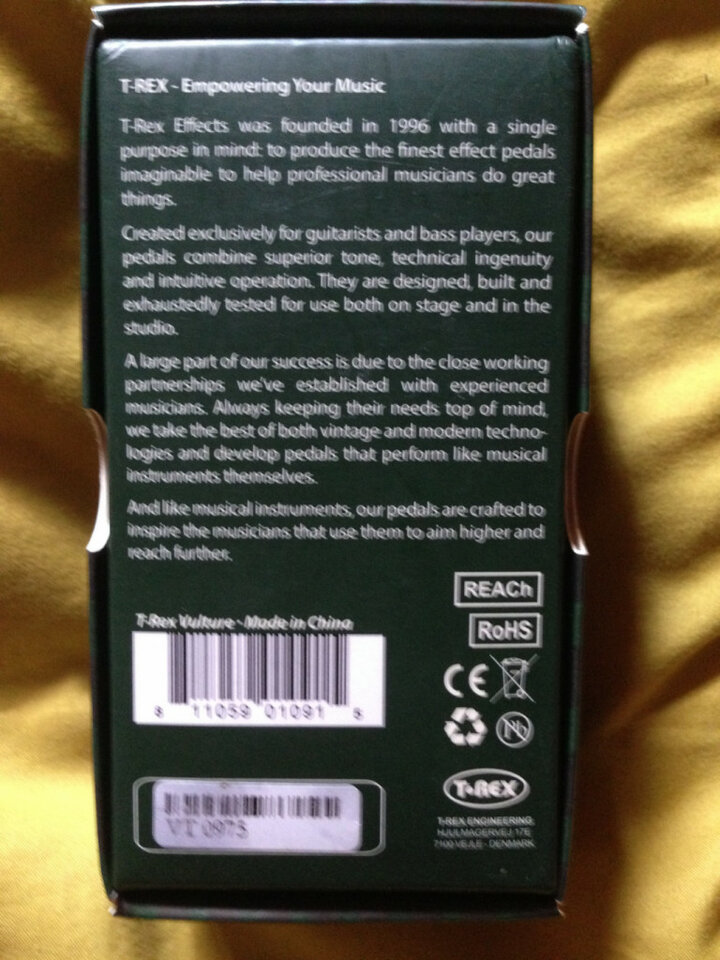 T-REX - Empowering Your Music
T-Rex Effects was founded in 1996 with a single
purpose in mind: to produce the finest effect pedals
imaginable to help professional musicians do great
things.
Created exclusively for guitarists and bass players, our
pedals combine superior tone, technical ingenuity
and intuitive operation. They are designed, built and
exhaustedly tested for use both on stage and in the
studio.
A large part of our success is due to the close working
partnerships we've established with experienced
musicians. Always keeping their needs top of mind,
we take the best of both vintage and modern techno-
logies and develop pedals that perform like musical
instruments themselves.
And like musical instruments, our pedals are crafted to
inspire the musicians that use them to aim higher and
reach further.
REACh
T-Rex Vulture - Made in China
RoHS
CE
8 11059 01091 5
Pb
T-REX
VT 0975
T-REX ENGINEERING
HJULMAGERVEJ 17E
7100 VEJLE - DENMARK